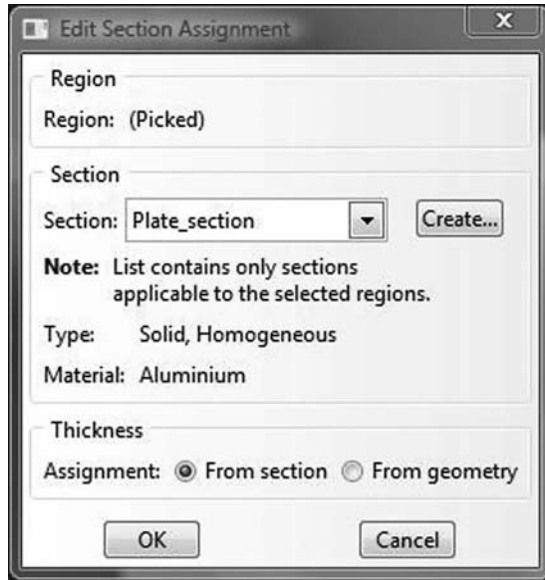 Edit Section Assignment
Region
Region: (Picked)
Section
Section: Plate_section Create...
Note: List contains only sections
applicable to the selected regions.
Type: Solid, Homogeneous
Material: Aluminium
Thickness
Assignment: From section From geometry
OK Cancel